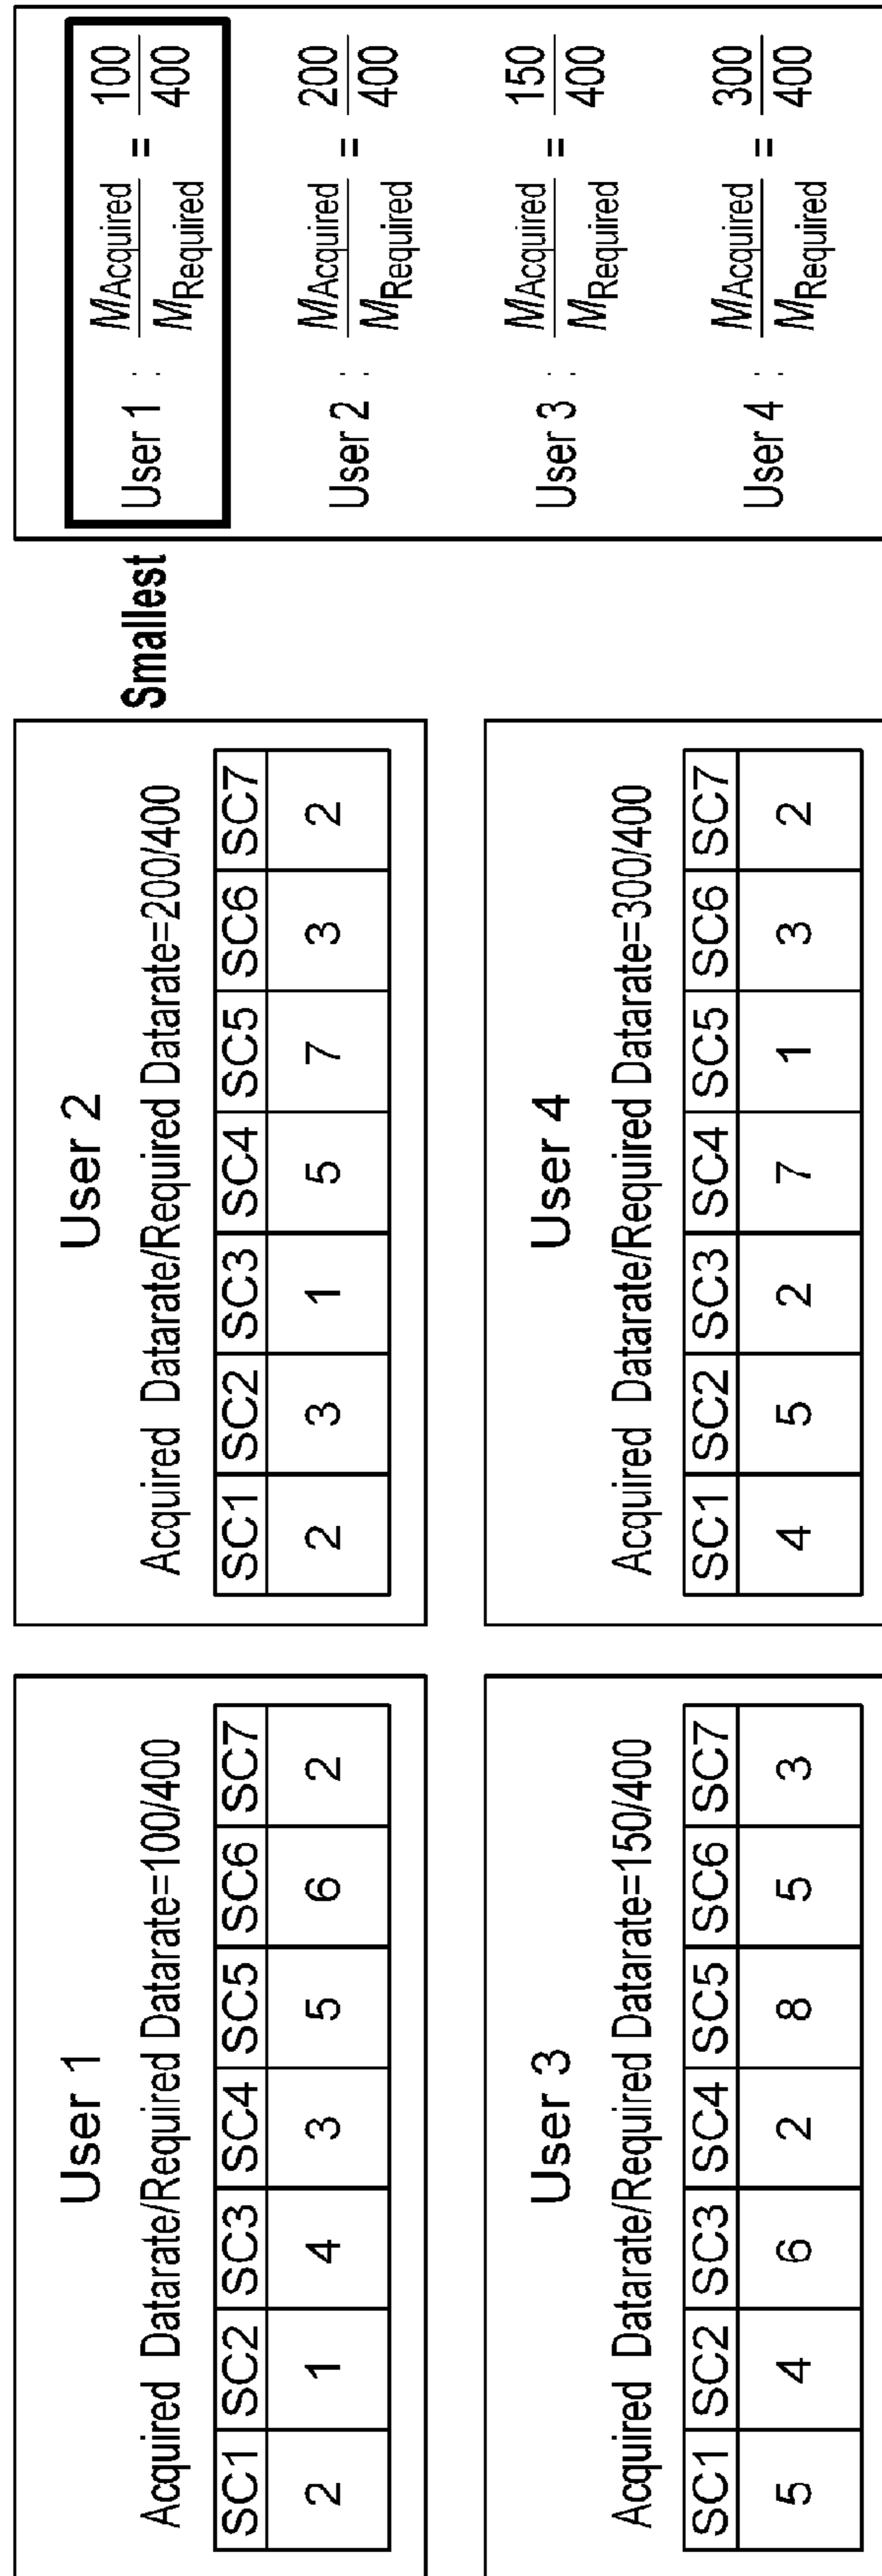 User 1
Acquired Datarate/Required Datarate=100/400
SC1 SC2 SC3 SC4 SC5 SC6 SC7
2 1 4 3 5 6 2
User 2
Acquired Datarate/Required Datarate=200/400
SC1 SC2 SC3 SC4 SC5 SC6 SC7
2 3 1 5 7 3 2
User 3
Acquired Datarate/Required Datarate=150/400
SC1 SC2 SC3 SC4 SC5 SC6 SC7
5 4 6 2 8 5 3
User 4
Acquired Datarate/Required Datarate=300/400
SC1 SC2 SC3 SC4 SC5 SC6 SC7
4 5 2 7 1 3 2
Smallest
User 1 : MAcquired / MRequired = 100 / 400
User 2 : MAcquired / MRequired = 200 / 400
User 3 : MAcquired / MRequired = 150 / 400
User 4 : MAcquired / MRequired = 300 / 400